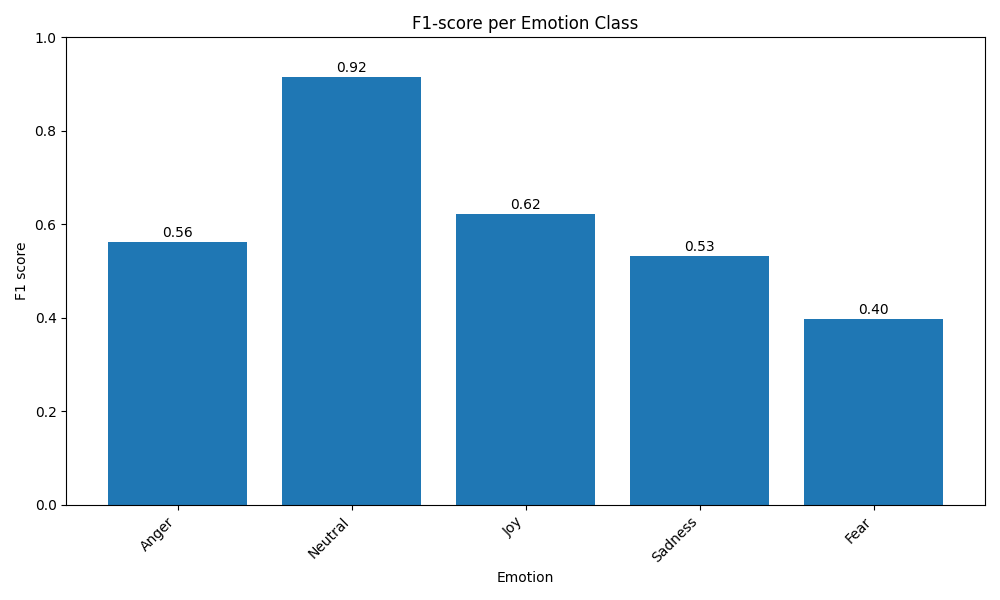 F1-score per Emotion Class
F1 score
1.0
0.8
0.6
0.4
0.2
0.0
0.56
0.92
0.62
0.53
0.40
Anger
Neutral
Joy
Sadness
Fear
Emotion